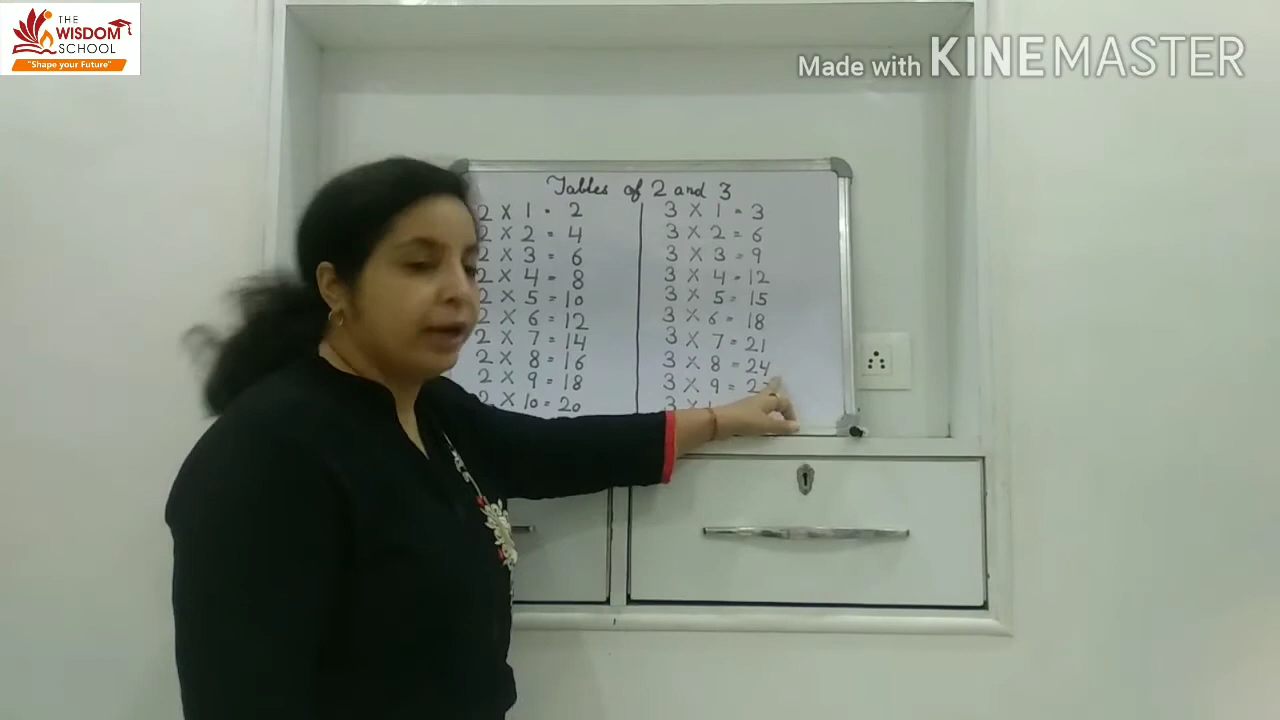 THE
WISDOM
SCHOOL
"Shape your Future"
Made with KINEMASTER
Tables of 2 and 3
2 X 1 = 2
2 X 2 = 4
2 X 3 = 6
2 X 4 = 8
2 X 5 = 10
2 X 6 = 12
2 X 7 = 14
2 X 8 = 16
2 X 9 = 18
2 X 10 = 20
3 X 1 = 3
3 X 2 = 6
3 X 3 = 9
3 X 4 = 12
3 X 5 = 15
3 X 6 = 18
3 X 7 = 21
3 X 8 = 24
3 X 9 = 27
3 X